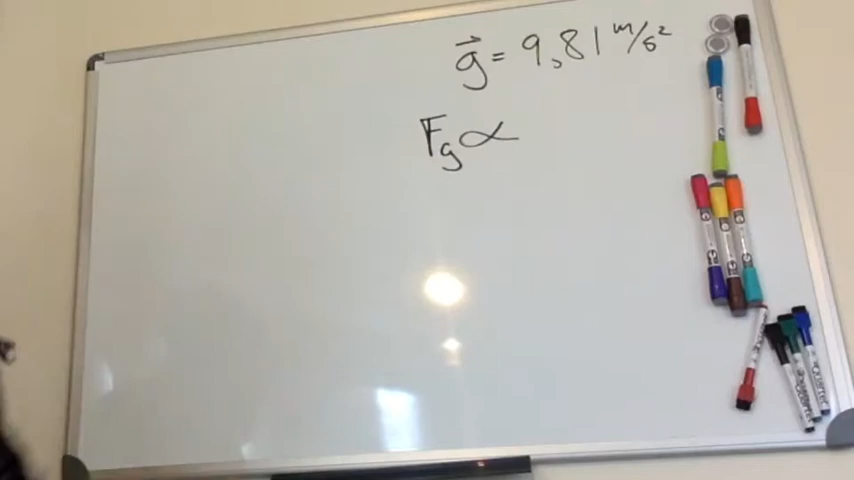 g⃗ = 9,81 m/s²
Fg ∝